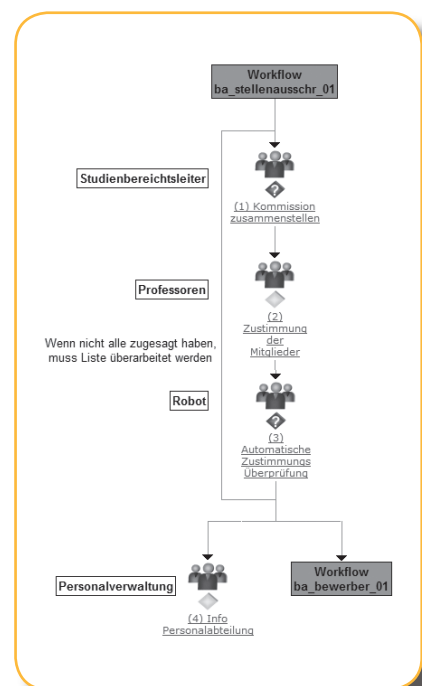 Workflow
ba_stellenausschr_01
Studienbereichtsleiter
(1) Kommission
zusammenstellen
Professoren
(2)
Zustimmung
der
Mitglieder
Wenn nicht alle zugesagt haben,
muss Liste überarbeitet werden
Robot
(3)
Automatische
Zustimmungs
Überprüfung
Personalverwaltung
(4) Info
Personalabteilung
Workflow
ba_bewerber_01